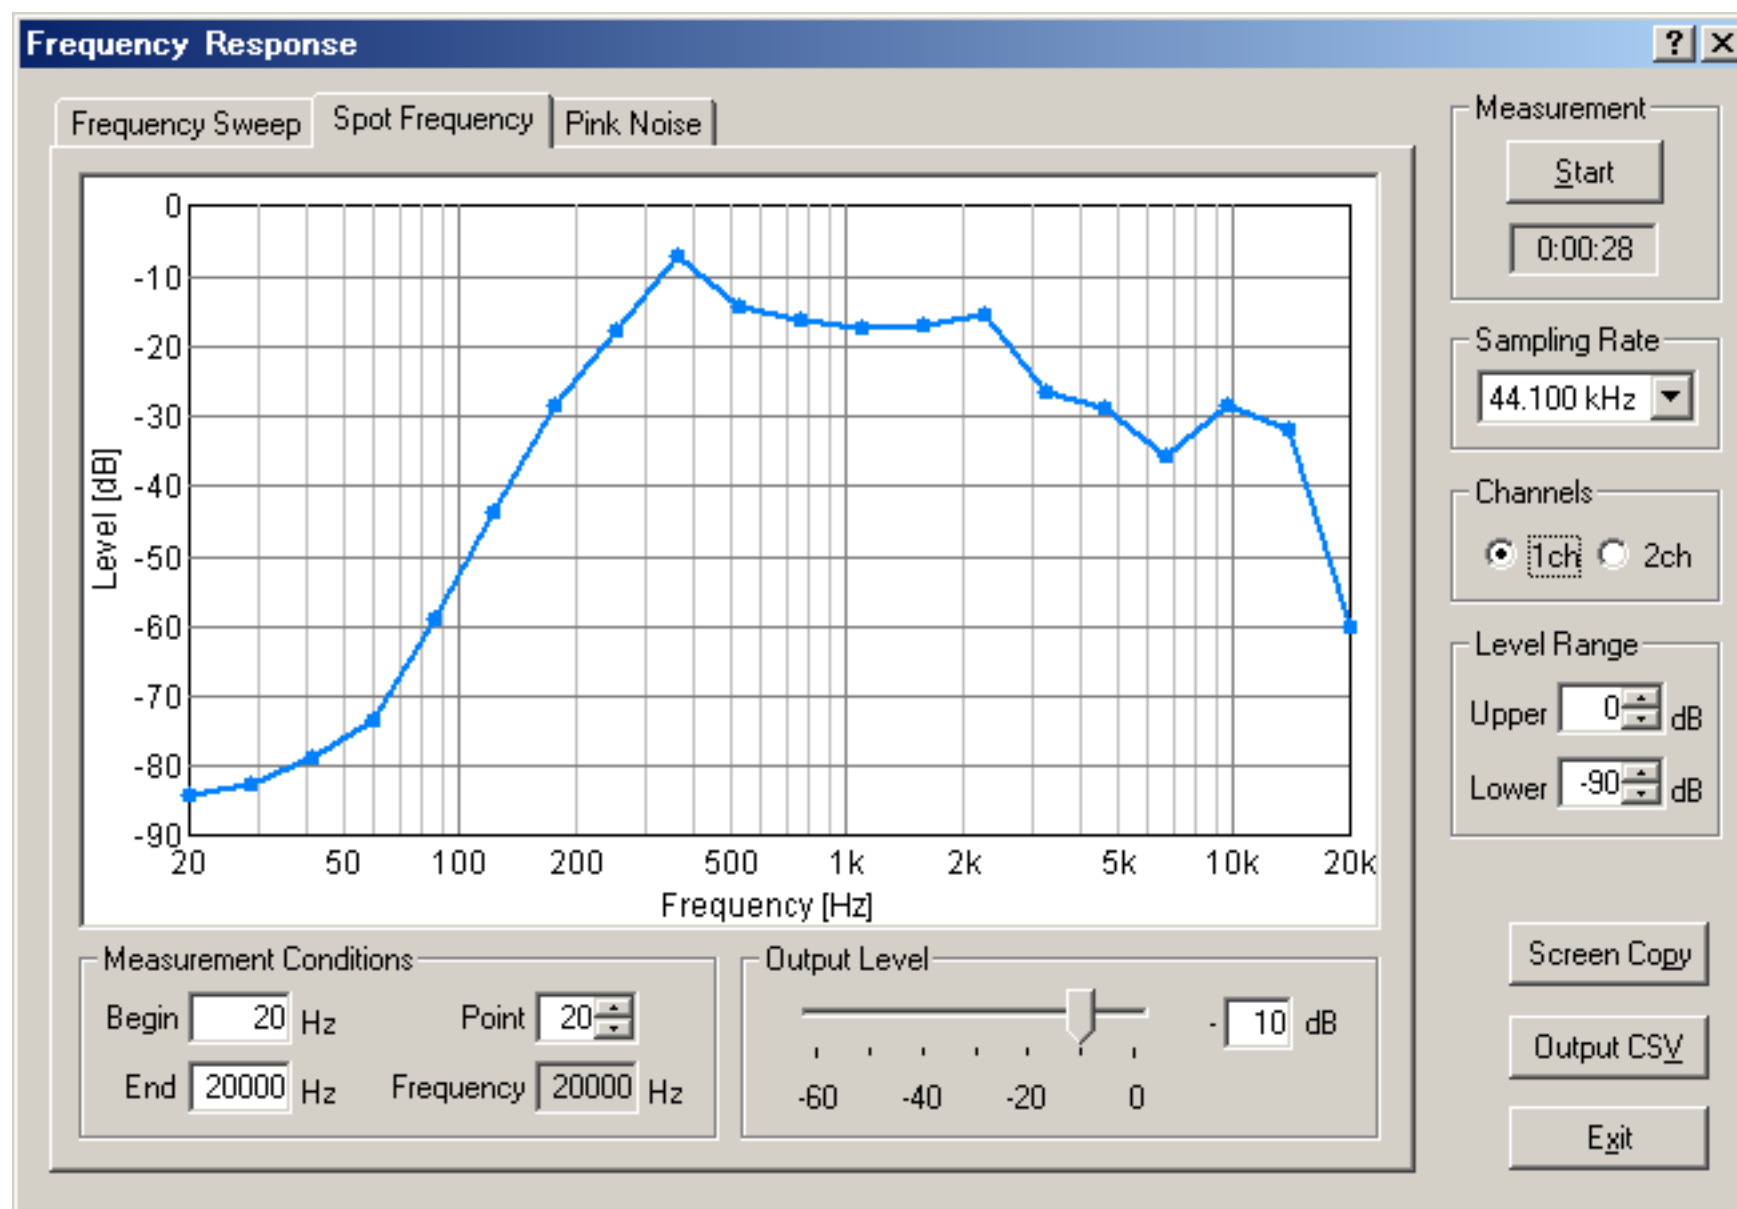 Frequency Response
Frequency Sweep Spot Frequency Pink Noise
0
-10
-20
-30
-40
-50
-60
-70
-80
-90
Level [dB]
20 50 100 200 500 1k 2k 5k 10k 20k
Frequency [Hz]
Measurement Conditions
Begin 20 Hz Point 20
End 20000 Hz Frequency 20000 Hz
Output Level
-60 -40 -20 0
- 10 dB
Measurement
Start
0:00:28
Sampling Rate
44.100 kHz
Channels
1ch 2ch
Level Range
Upper 0 dB
Lower -90 dB
Screen Copy
Output CSV
Exit